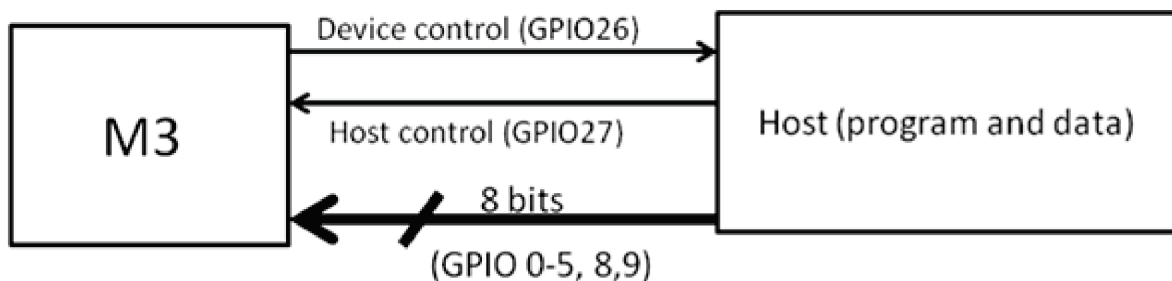 Device control (GPIO26)
M3
Host control (GPIO27)
Host (program and data)
8 bits
(GPIO 0-5, 8,9)